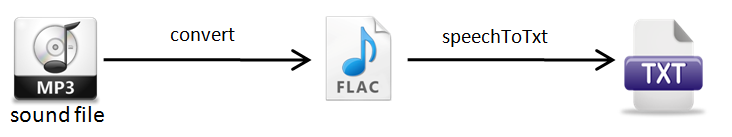 convert
speechToTxt
MP3
FLAC
TXT
sound file